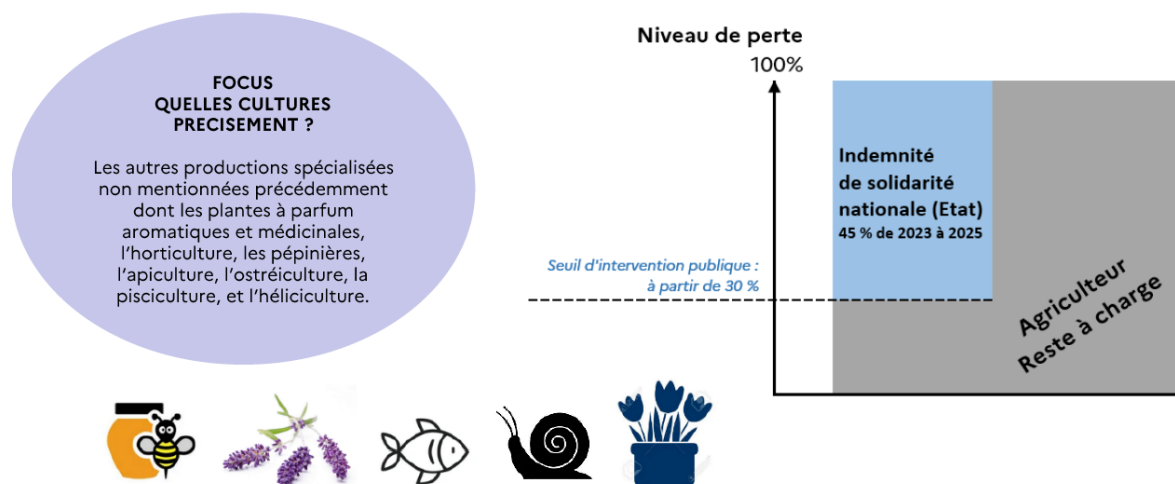 FOCUS
QUELLES CULTURES
PRECISEMENT ?
Les autres productions spécialisées
non mentionnées précédemment
dont les plantes à parfum
aromatiques et médicinales,
l'horticulture, les pépinières,
l'apiculture, l'ostréiculture, la
pisciculture, et l'héliciculture.
Niveau de perte
100%
Indemnité
de solidarité
nationale (Etat)
45 % de 2023 à 2025
Seuil d'intervention publique :
à partir de 30 %
Agriculteur
Reste à charge